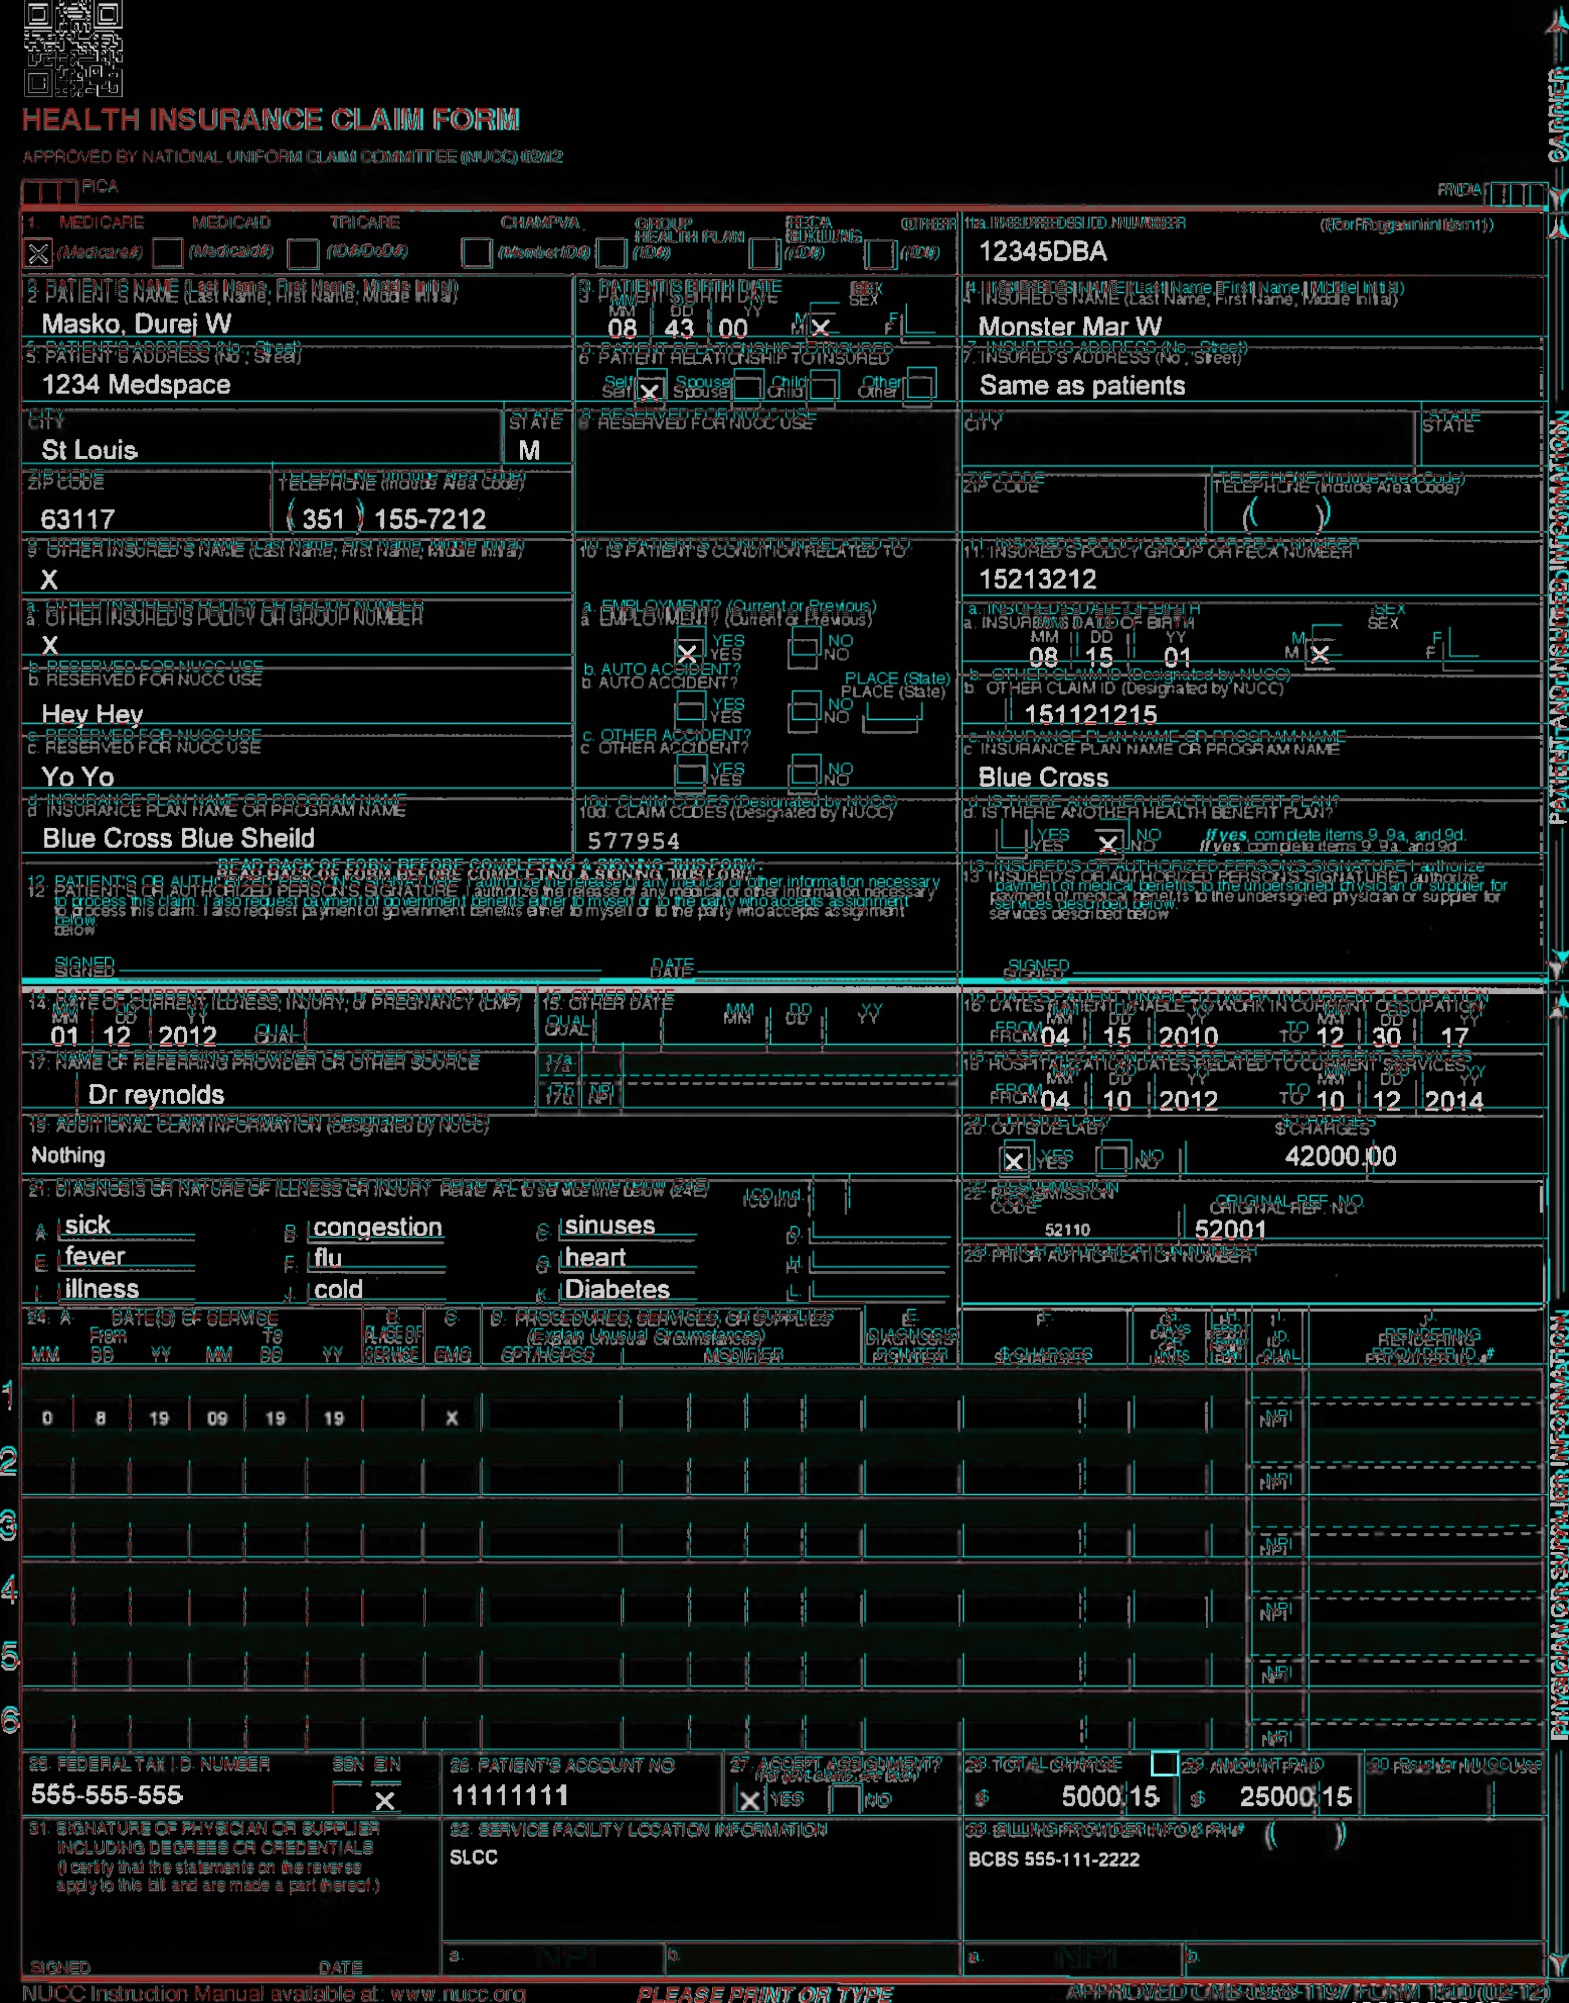 HEALTH INSURANCE CLAIM FORM
APPROVED BY NATIONAL UNIFORM CLAIM COMMITTEE (NUCC) 02/12
PICA
PICA
CARRIER
1. MEDICARE MEDICAID TRICARE CHAMPVA GROUP HEALTH PLAN FECA BLK LUNG OTHER
X (Medicare#) (Medicaid#) (ID#/DoD#) (Member ID#) (ID#) (ID#) (ID#)
1a. INSURED'S I.D. NUMBER (For Program in Item 1)
12345DBA
2. PATIENT'S NAME (Last Name, First Name, Middle Initial)
Masko, Durej W
3. PATIENT'S BIRTH DATE SEX
MM DD YY
08 43 00 M X F
4. INSURED'S NAME (Last Name, First Name, Middle Initial)
Monster Mar W
5. PATIENT'S ADDRESS (No., Street)
1234 Medspace
6. PATIENT RELATIONSHIP TO INSURED
Self X Spouse Child Other
7. INSURED'S ADDRESS (No., Street)
Same as patients
CITY STATE
St Louis M
8. RESERVED FOR NUCC USE
CITY STATE
ZIP CODE TELEPHONE (Include Area Code)
63117 ( 351 ) 155-7212
ZIP CODE TELEPHONE (Include Area Code)
( )
9. OTHER INSURED'S NAME (Last Name, First Name, Middle Initial)
X
10. IS PATIENT'S CONDITION RELATED TO:
11. INSURED'S POLICY GROUP OR FECA NUMBER
15213212
a. OTHER INSURED'S POLICY OR GROUP NUMBER
X
a. EMPLOYMENT? (Current or Previous)
X YES NO
a. INSURED'S DATE OF BIRTH SEX
MM DD YY
08 15 01 M X F
b. RESERVED FOR NUCC USE
Hey Hey
b. AUTO ACCIDENT? PLACE (State)
YES NO
b. OTHER CLAIM ID (Designated by NUCC)
151121215
c. RESERVED FOR NUCC USE
Yo Yo
c. OTHER ACCIDENT?
YES NO
c. INSURANCE PLAN NAME OR PROGRAM NAME
Blue Cross
d. INSURANCE PLAN NAME OR PROGRAM NAME
Blue Cross Blue Sheild
10d. CLAIM CODES (Designated by NUCC)
577954
d. IS THERE ANOTHER HEALTH BENEFIT PLAN?
YES X NO If yes, complete items 9, 9a, and 9d.
READ BACK OF FORM BEFORE COMPLETING & SIGNING THIS FORM.
12. PATIENT'S OR AUTHORIZED PERSON'S SIGNATURE I authorize the release of any medical or other information necessary
to process this claim. I also request payment of government benefits either to myself or to the party who accepts assignment
below.
SIGNED DATE
13. INSURED'S OR AUTHORIZED PERSON'S SIGNATURE I authorize
payment of medical benefits to the undersigned physician or supplier for
services described below.
SIGNED
PATIENT AND INSURED INFORMATION
14. DATE OF CURRENT ILLNESS, INJURY, or PREGNANCY (LMP)
MM DD YY
01 12 2012 QUAL.
15. OTHER DATE
QUAL. MM DD YY
16. DATES PATIENT UNABLE TO WORK IN CURRENT OCCUPATION
MM DD YY MM DD YY
FROM 04 15 2010 TO 12 30 17
17. NAME OF REFERRING PROVIDER OR OTHER SOURCE
Dr reynolds
17a.
17b. NPI
18. HOSPITALIZATION DATES RELATED TO CURRENT SERVICES
MM DD YY MM DD YY
FROM 04 10 2012 TO 10 12 2014
19. ADDITIONAL CLAIM INFORMATION (Designated by NUCC)
Nothing
20. OUTSIDE LAB? $ CHARGES
X YES NO 42000.00
21. DIAGNOSIS OR NATURE OF ILLNESS OR INJURY Relate A-L to service line below (24E) ICD Ind.
A. sick B. congestion C. sinuses D.
E. fever F. flu G. heart H.
I. illness J. cold K. Diabetes L.
22. RESUBMISSION CODE ORIGINAL REF. NO.
52110 52001
23. PRIOR AUTHORIZATION NUMBER
24. A. DATE(S) OF SERVICE B. C. D. PROCEDURES, SERVICES, OR SUPPLIES E. F. G. H. I. J.
From To PLACE OF (Explain Unusual Circumstances) DIAGNOSIS DAYS OR ID. RENDERING
MM DD YY MM DD YY SERVICE EMG CPT/HCPCS MODIFIER POINTER $ CHARGES UNITS QUAL. PROVIDER ID. #
1 0 8 19 09 19 19 X NPI
2 NPI
3 NPI
4 NPI
5 NPI
6 NPI
PHYSICIAN OR SUPPLIER INFORMATION
25. FEDERAL TAX I.D. NUMBER SSN EIN
555-555-555 X
26. PATIENT'S ACCOUNT NO.
11111111
27. ACCEPT ASSIGNMENT?
X YES NO
28. TOTAL CHARGE
$ 5000 15
29. AMOUNT PAID
$ 25000 15
30. Rsvd for NUCC Use
31. SIGNATURE OF PHYSICIAN OR SUPPLIER
INCLUDING DEGREES OR CREDENTIALS
(I certify that the statements on the reverse
apply to this bill and are made a part thereof.)
SIGNED DATE
32. SERVICE FACILITY LOCATION INFORMATION
SLCC
a. NPI b.
33. BILLING PROVIDER INFO & PH# ( )
BCBS 555-111-2222
a. NPI b.
NUCC Instruction Manual available at: www.nucc.org
PLEASE PRINT OR TYPE
APPROVED OMB-0938-1197 FORM 1500 (02-12)